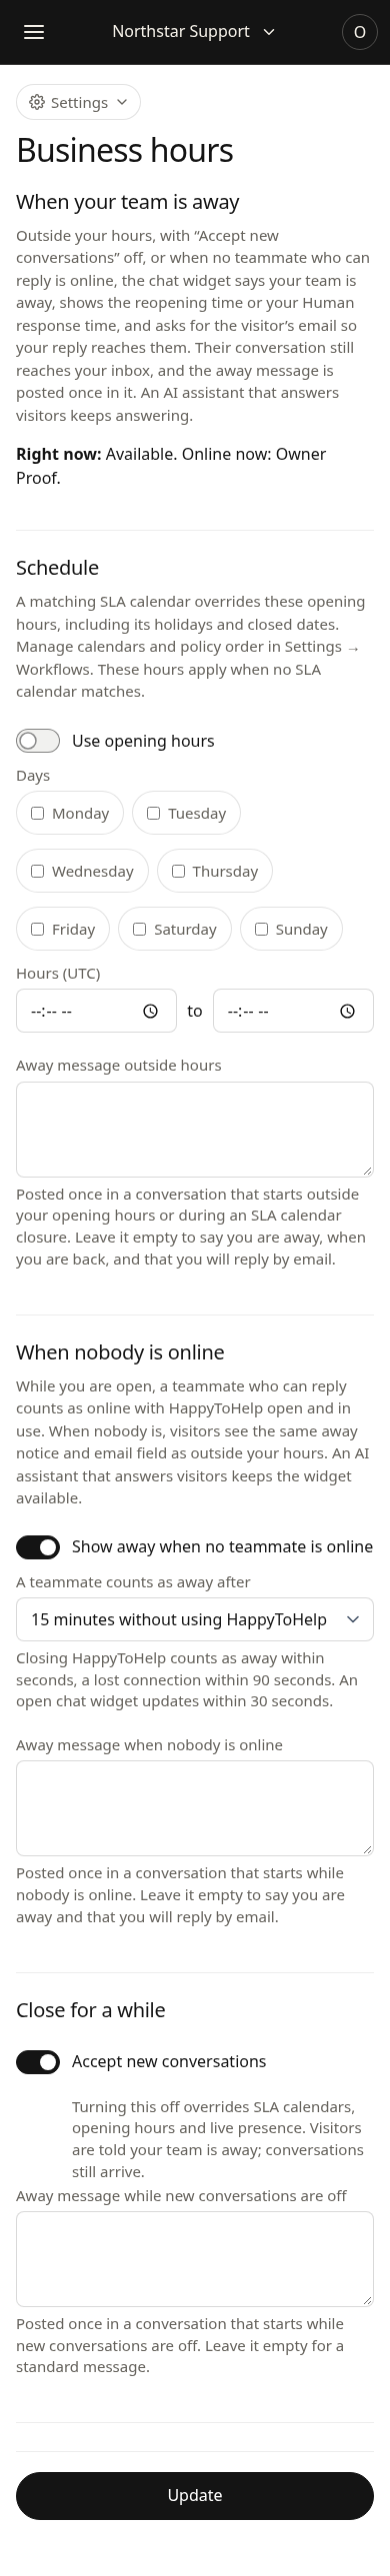 Northstar Support
O
Settings
Business hours
When your team is away
Outside your hours, with “Accept new
conversations” off, or when no teammate who can
reply is online, the chat widget says your team is
away, shows the reopening time or your Human
response time, and asks for the visitor’s email so
your reply reaches them. Their conversation still
reaches your inbox, and the away message is
posted once in it. An AI assistant that answers
visitors keeps answering.
Right now: Available. Online now: Owner
Proof.
Schedule
A matching SLA calendar overrides these opening
hours, including its holidays and closed dates.
Manage calendars and policy order in Settings →
Workflows. These hours apply when no SLA
calendar matches.
Use opening hours
Days
Monday Tuesday
Wednesday Thursday
Friday Saturday Sunday
Hours (UTC)
--:-- -- to --:-- --
Away message outside hours
Posted once in a conversation that starts outside
your opening hours or during an SLA calendar
closure. Leave it empty to say you are away, when
you are back, and that you will reply by email.
When nobody is online
While you are open, a teammate who can reply
counts as online with HappyToHelp open and in
use. When nobody is, visitors see the same away
notice and email field as outside your hours. An AI
assistant that answers visitors keeps the widget
available.
Show away when no teammate is online
A teammate counts as away after
15 minutes without using HappyToHelp
Closing HappyToHelp counts as away within
seconds, a lost connection within 90 seconds. An
open chat widget updates within 30 seconds.
Away message when nobody is online
Posted once in a conversation that starts while
nobody is online. Leave it empty to say you are
away and that you will reply by email.
Close for a while
Accept new conversations
Turning this off overrides SLA calendars,
opening hours and live presence. Visitors
are told your team is away; conversations
still arrive.
Away message while new conversations are off
Posted once in a conversation that starts while
new conversations are off. Leave it empty for a
standard message.
Update